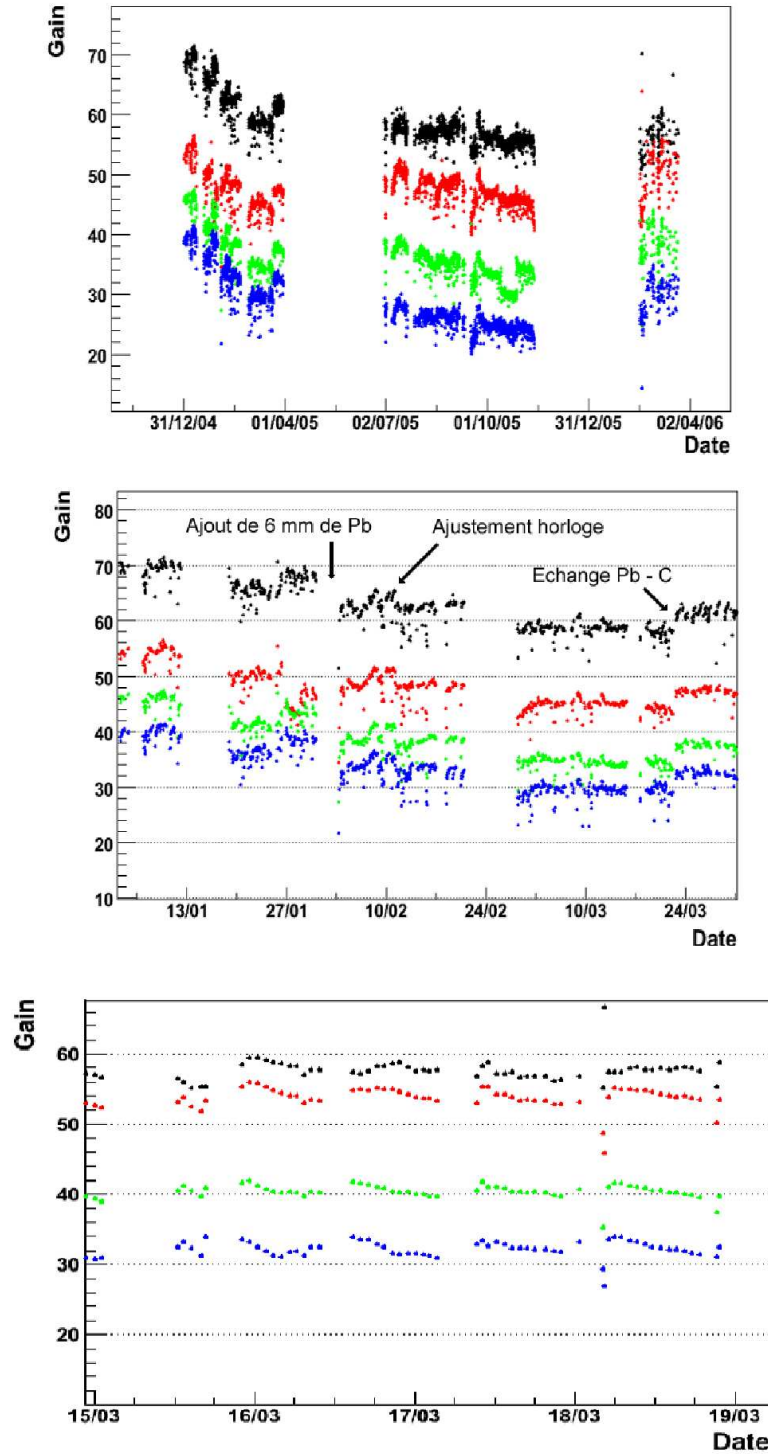 Gain
70
60
50
40
30
20
31/12/04 01/04/05 02/07/05 01/10/05 31/12/05 02/04/06
Date
Gain
80
Ajout de 6 mm de Pb
Ajustement horloge
70
Echange Pb - C
60
50
40
30
20
10
13/01 27/01 10/02 24/02 10/03 24/03
Date
Gain
60
50
40
30
20
15/03 16/03 17/03 18/03 19/03
Date